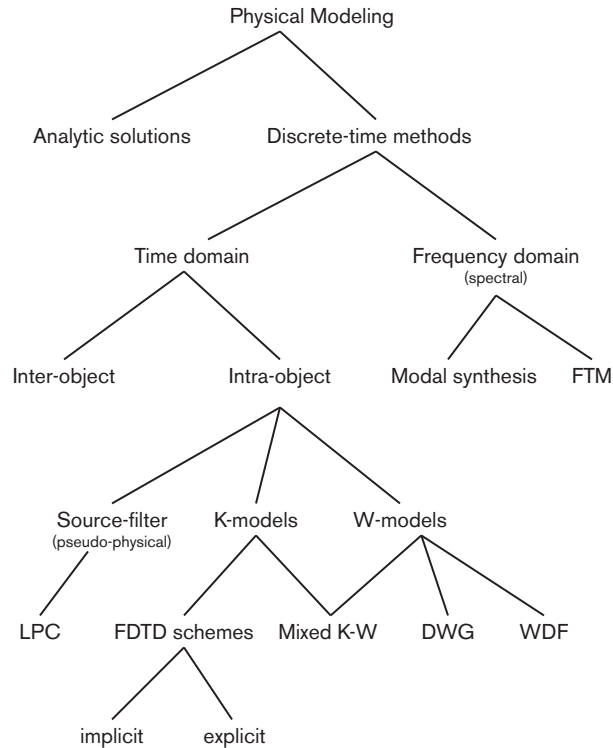 Physical Modeling
Analytic solutions
Discrete-time methods
Time domain
Frequency domain
(spectral)
Inter-object
Intra-object
Modal synthesis
FTM
Source-filter
(pseudo-physical)
K-models
W-models
LPC
FDTD schemes
Mixed K-W
DWG
WDF
implicit
explicit